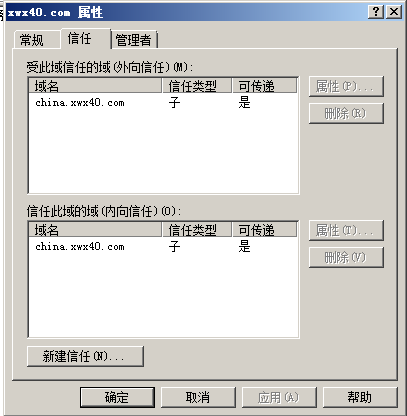 xwx40.com 属性
常规 信任 管理者
受此域信任的域(外向信任)(M):
域名 信任类型 可传递
china.xwx40.com 子 是
属性(P)...
删除(R)
信任此域的域(内向信任)(O):
域名 信任类型 可传递
china.xwx40.com 子 是
属性(T)...
删除(V)
新建信任(N)...
确定 取消 应用(A) 帮助